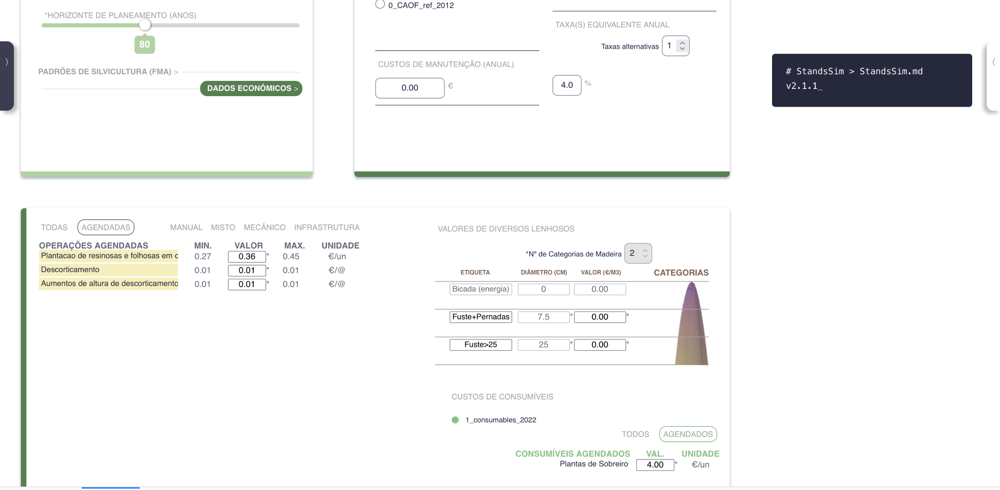 *HORIZONTE DE PLANEAMENTO (ANOS)
80
PADRÕES DE SILVICULTURA (FMA) >
DADOS ECONÓMICOS >
0_CAOF_ref_2012
CUSTOS DE MANUTENÇÃO (ANUAL)
0.00 €
TAXA(S) EQUIVALENTE ANUAL
Taxas alternativas 1
4.0 %
# StandsSim > StandsSim.md
v2.1.1_
TODAS AGENDADAS MANUAL MISTO MECÂNICO INFRASTRUTURA
OPERAÇÕES AGENDADAS MIN. VALOR MAX. UNIDADE
Plantacao de resinosas e folhosas em c 0.27 0.36 * 0.45 €/un
Descorticamento 0.01 0.01 * 0.01 €/@
Aumentos de altura de descorticamento 0.01 0.01 * 0.01 €/@
VALORES DE DIVERSOS LENHOSOS
*Nº de Categorias de Madeira 2
ETIQUETA DIÂMETRO (CM) VALOR (€/M3) CATEGORIAS
Bicada (energia) 0 0.00
Fuste+Pernadas 7.5 * 0.00 *
Fuste>25 25 * 0.00 *
CUSTOS DE CONSUMÍVEIS
1_consumables_2022
TODOS AGENDADOS
CONSUMÍVEIS AGENDADOS VAL. UNIDADE
Plantas de Sobreiro 4.00 * €/un